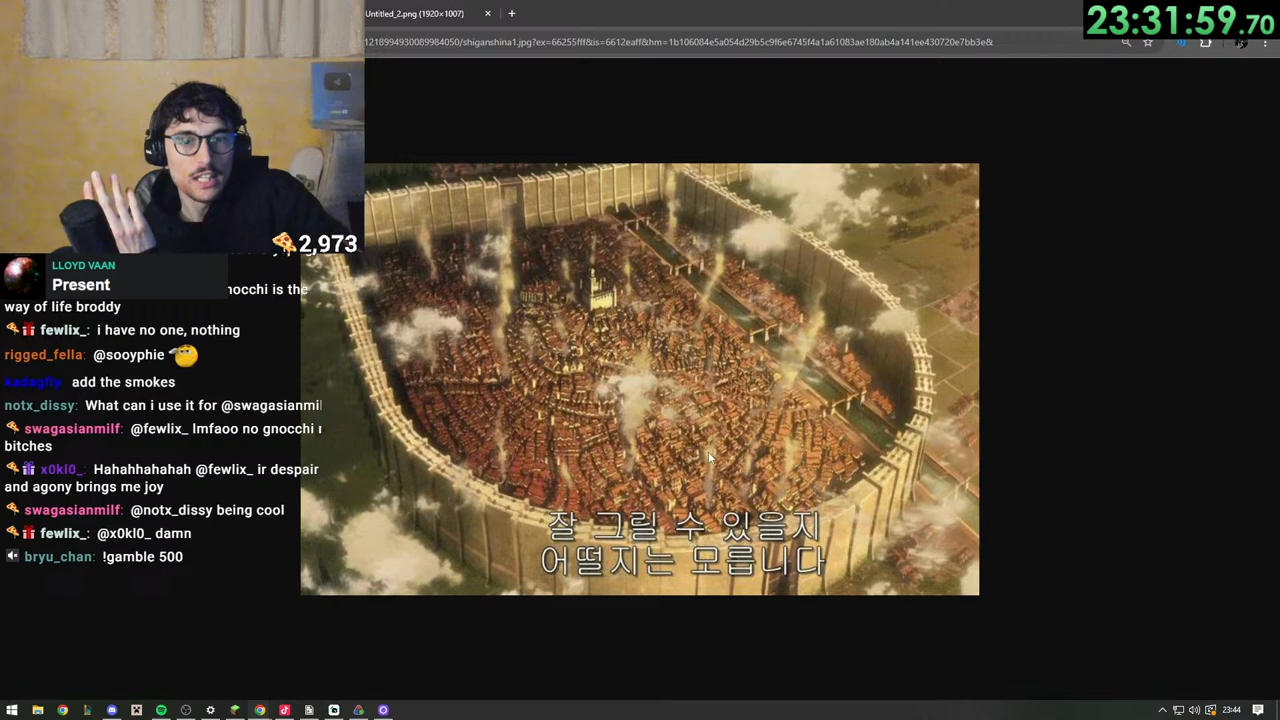 Untitled_2.png (1920×1007)
23:31:59.70
1218994930089984050/shiganshina1.jpg?ex=66255fff&is=6612eaff&hm=1b106084e5a054d29b5c9f6e6745f4a1a61083ae180ab4a141ee430720e7bb3e&
2,973
LLOYD VAAN
Present
nocchi is the
way of life broddy
fewlix_: i have no one, nothing
rigged_fella: @sooyphie
kadagfly: add the smokes
notx_dissy: What can i use it for @swagasianmil
swagasianmilf: @fewlix_ lmfaoo no gnocchi
bitches
x0kl0_: Hahahhahahah @fewlix_ ir despair
and agony brings me joy
swagasianmilf: @notx_dissy being cool
fewlix_: @x0kl0_ damn
bryu_chan: !gamble 500
잘 그릴 수 있을지
어떨지는 모릅니다
23:44